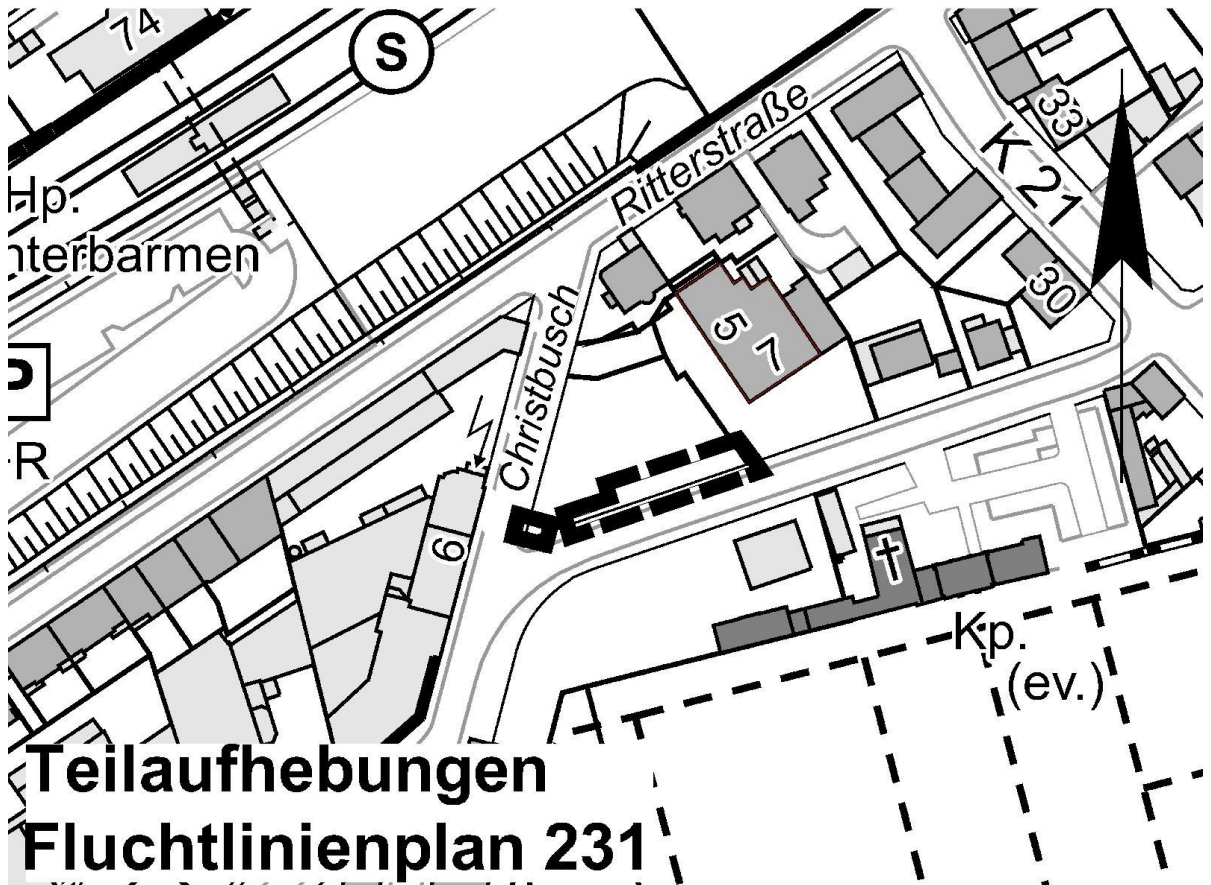 74
S
Ritterstraße
33
K 21
Hp.
nterbarmen
30
5
7
Christbusch
P
R
6
Kp.
(ev.)
Teilaufhebungen
Fluchtlinienplan 231